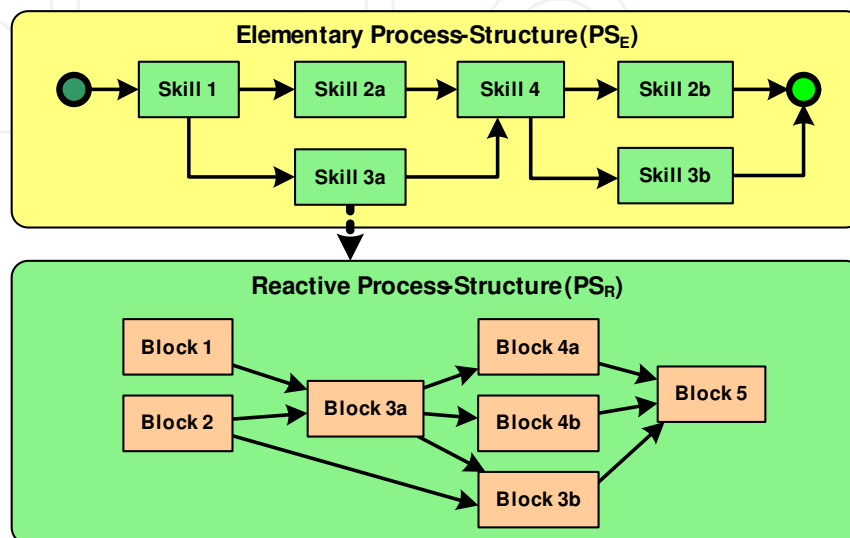 Elementary Process-Structure (PSE)
Skill 1
Skill 2a
Skill 4
Skill 2b
Skill 3a
Skill 3b
Reactive Process-Structure (PSR)
Block 1
Block 4a
Block 5
Block 2
Block 3a
Block 4b
Block 3b